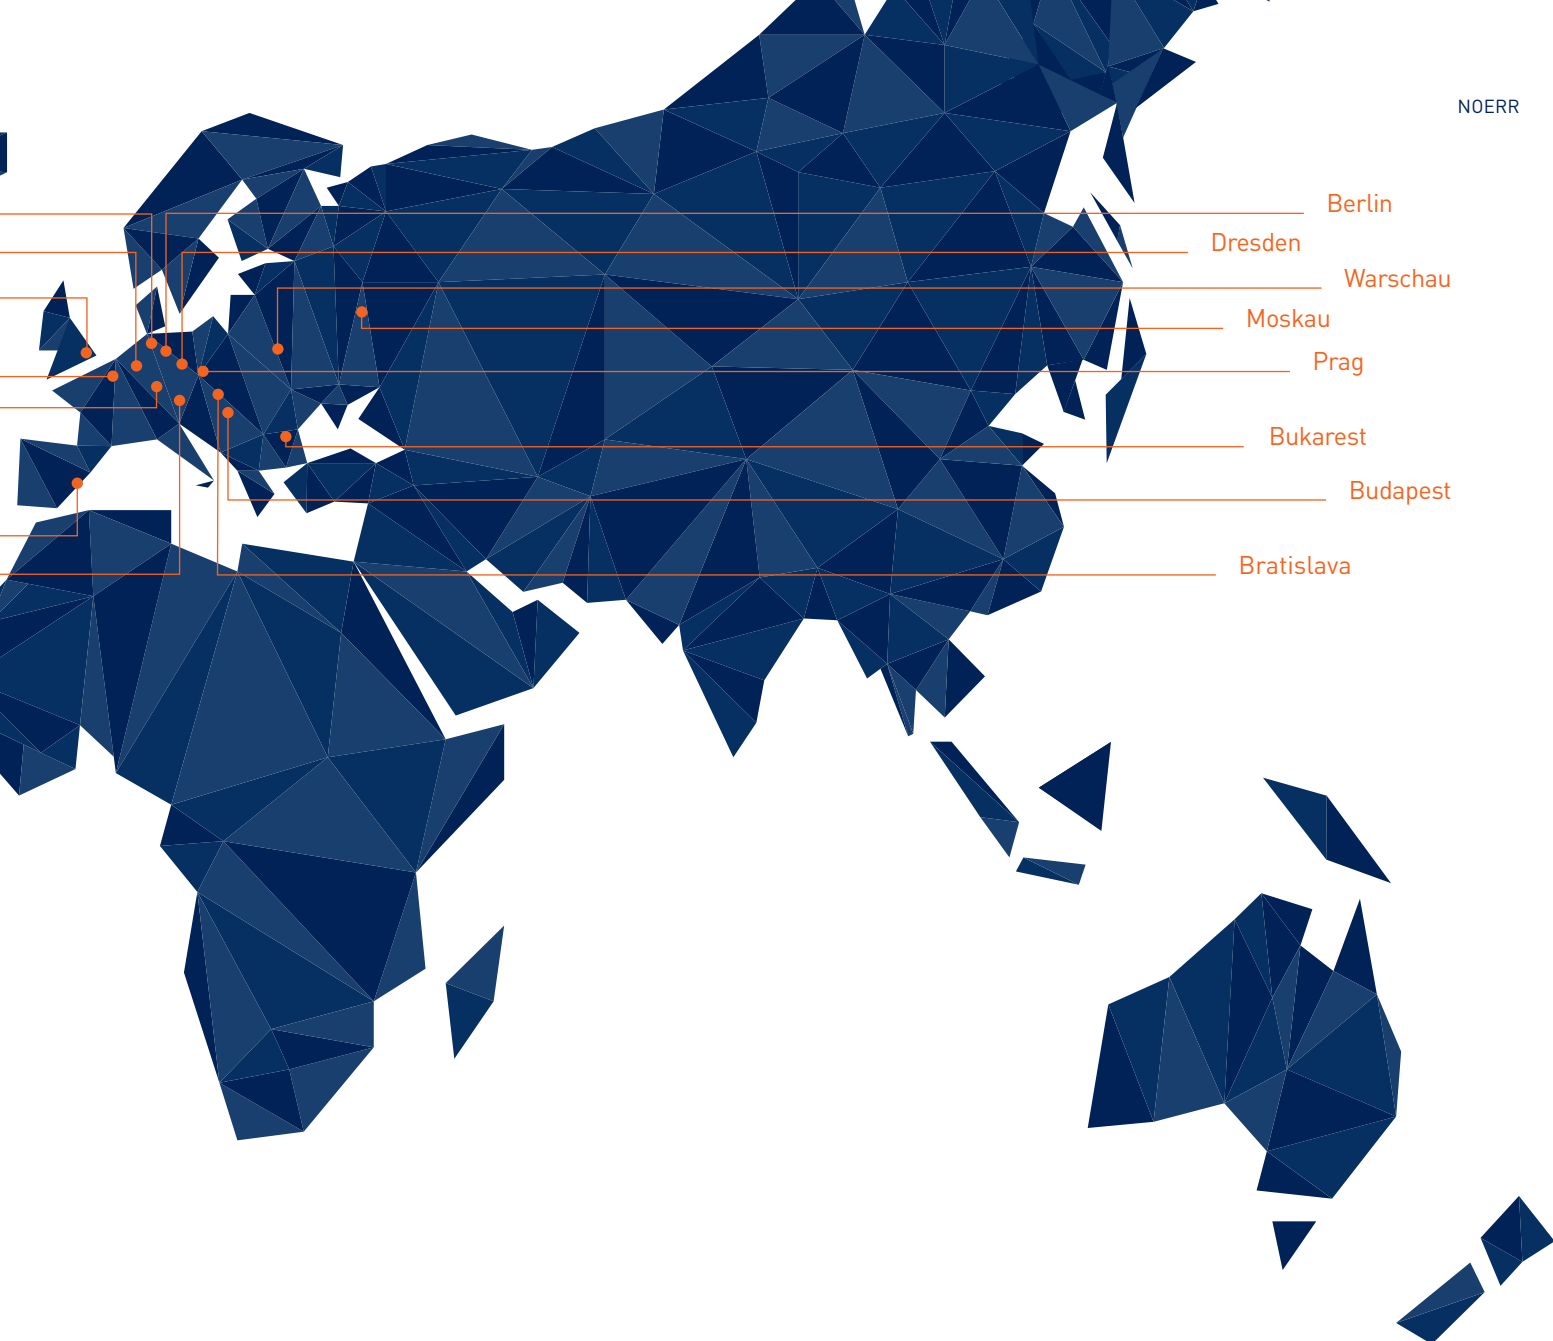 NOERR
Berlin
Dresden
Warschau
Moskau
Prag
Bukarest
Budapest
Bratislava